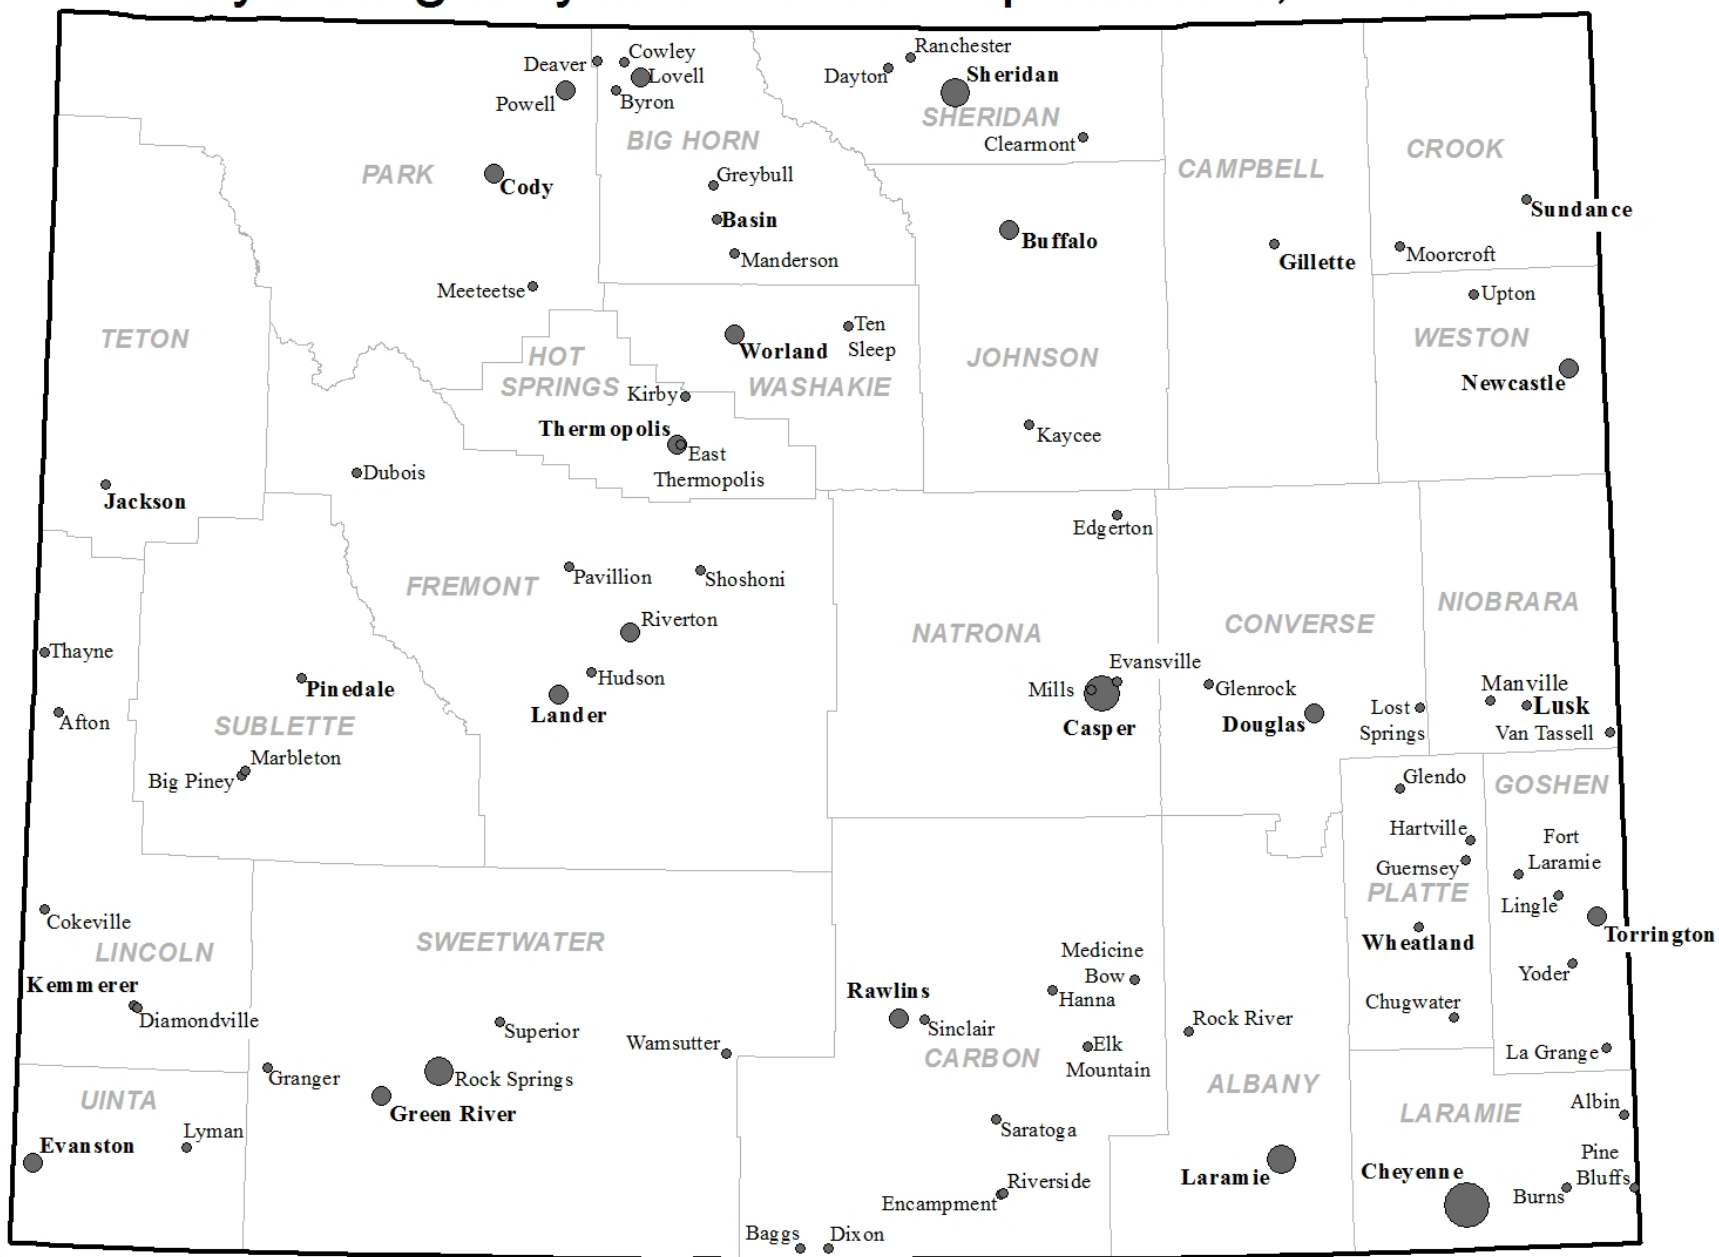 Cowley
Deaver
Lovell
Powell
Byron
Ranchester
Dayton
Sheridan
SHERIDAN
Clearmont
BIG HORN
PARK
Cody
Greybull
Basin
Manderson
Meeteetse
CAMPBELL
CROOK
Sundance
Buffalo
Gillette
Moorcroft
Upton
WESTON
Newcastle
TETON
HOT
SPRINGS
Worland
Ten
Sleep
WASHAKIE
JOHNSON
Kirby
Thermopolis
East
Thermopolis
Kaycee
Dubois
Jackson
Edgerton
Pavillion
Shoshoni
FREMONT
Riverton
NATRONA
CONVERSE
NIOBRARA
Thayne
Pinedale
Hudson
Lander
Evansville
Mills
Casper
Glenrock
Douglas
Lost
Springs
Manville
Lusk
Van Tassell
Afton
SUBLETTE
Marbleton
Big Piney
Glendo
GOSHEN
Hartville
Guernsey
PLATTE
Fort
Laramie
Lingle
Torrington
Wheatland
Yoder
Chugwater
La Grange
Cokeville
LINCOLN
Kemmerer
Diamondville
SWEETWATER
Superior
Wamsutter
Rawlins
Sinclair
CARBON
Medicine
Bow
Hanna
Elk
Mountain
Rock River
ALBANY
LARAMIE
Albin
Granger
Rock Springs
Green River
UINTA
Lyman
Evanston
Saratoga
Riverside
Encampment
Laramie
Cheyenne
Pine
Bluffs
Burns
Baggs
Dixon